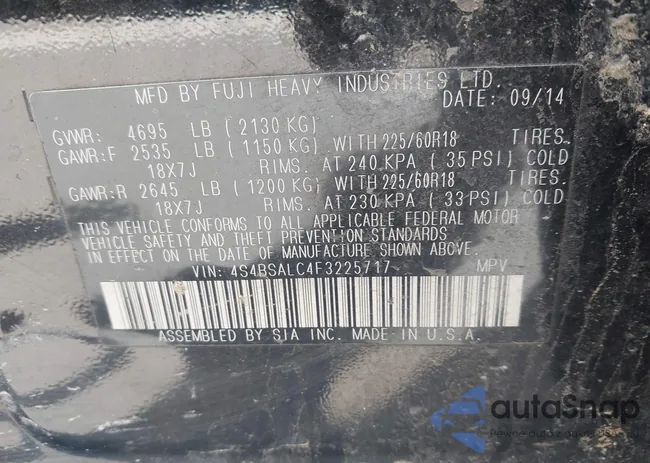 MFD BY FUJI HEAVY INDUSTRIES LTD.
DATE: 09/14
GVWR: 4695 LB (2130 KG)
GAWR:F 2535 LB (1150 KG) WITH 225/60R18 TIRES.
18X7J RIMS. AT 240 KPA (35 PSI) COLD
GAWR:R 2645 LB (1200 KG) WITH 225/60R18 TIRES.
18X7J RIMS. AT 230 KPA (33 PSI) COLD
THIS VEHICLE CONFORMS TO ALL APPLICABLE FEDERAL MOTOR
VEHICLE SAFETY AND THEFT PREVENTION STANDARDS
IN EFFECT ON THE DATE OF MANUFACTURE SHOWN ABOVE.
VIN: 4S4BSALC4F3225717 MPV
ASSEMBLED BY SIA INC. MADE IN U.S.A.
autoSnap